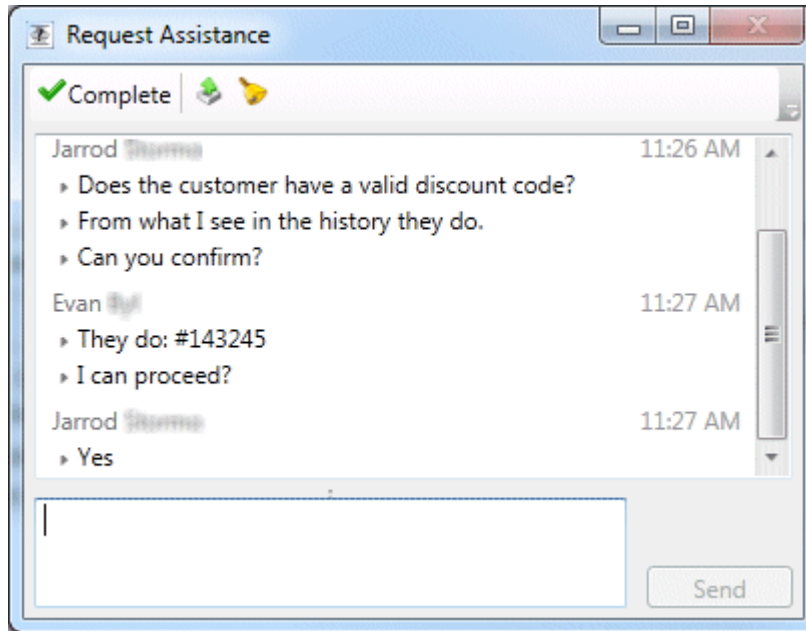 Request Assistance
Complete
Jarrod 11:26 AM
Does the customer have a valid discount code?
From what I see in the history they do.
Can you confirm?
Evan 11:27 AM
They do: #143245
I can proceed?
Jarrod 11:27 AM
Yes
Send